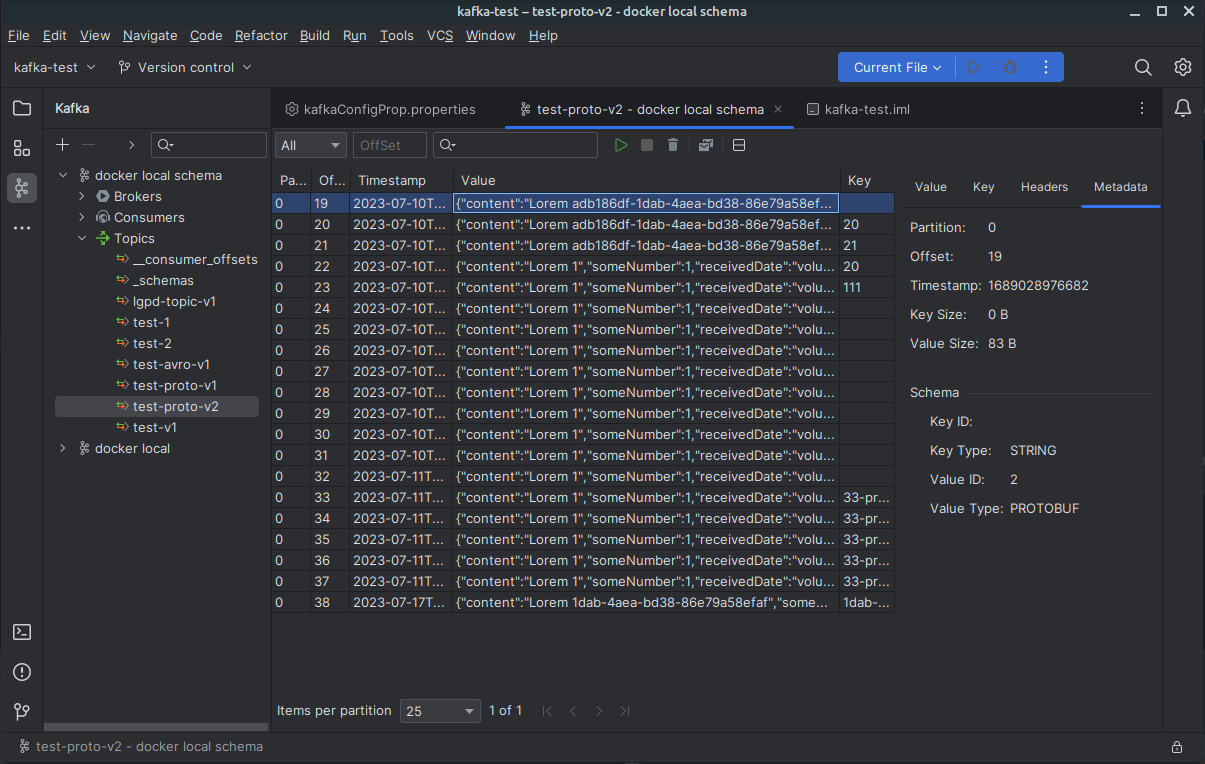 kafka-test – test-proto-v2 - docker local schema
File Edit View Navigate Code Refactor Build Run Tools VCS Window Help
kafka-test Version control Current File
Kafka
kafkaConfigProp.properties test-proto-v2 - docker local schema kafka-test.iml
All OffSet
docker local schema
Brokers
Consumers
Topics
__consumer_offsets
_schemas
lgpd-topic-v1
test-1
test-2
test-avro-v1
test-proto-v1
test-proto-v2
test-v1
docker local
Pa... Of... Timestamp Value Key
0 19 2023-07-10T... {"content":"Lorem adb186df-1dab-4aea-bd38-86e79a58ef...
0 20 2023-07-10T... {"content":"Lorem adb186df-1dab-4aea-bd38-86e79a58ef... 20
0 21 2023-07-10T... {"content":"Lorem adb186df-1dab-4aea-bd38-86e79a58ef... 21
0 22 2023-07-10T... {"content":"Lorem 1","someNumber":1,"receivedDate":"volu... 20
0 23 2023-07-10T... {"content":"Lorem 1","someNumber":1,"receivedDate":"volu... 111
0 24 2023-07-10T... {"content":"Lorem 1","someNumber":1,"receivedDate":"volu...
0 25 2023-07-10T... {"content":"Lorem 1","someNumber":1,"receivedDate":"volu...
0 26 2023-07-10T... {"content":"Lorem 1","someNumber":1,"receivedDate":"volu...
0 27 2023-07-10T... {"content":"Lorem 1","someNumber":1,"receivedDate":"volu...
0 28 2023-07-10T... {"content":"Lorem 1","someNumber":1,"receivedDate":"volu...
0 29 2023-07-10T... {"content":"Lorem 1","someNumber":1,"receivedDate":"volu...
0 30 2023-07-10T... {"content":"Lorem 1","someNumber":1,"receivedDate":"volu...
0 31 2023-07-10T... {"content":"Lorem 1","someNumber":1,"receivedDate":"volu...
0 32 2023-07-11T... {"content":"Lorem 1","someNumber":1,"receivedDate":"volu...
0 33 2023-07-11T... {"content":"Lorem 1","someNumber":1,"receivedDate":"volu... 33-pr...
0 34 2023-07-11T... {"content":"Lorem 1","someNumber":1,"receivedDate":"volu... 33-pr...
0 35 2023-07-11T... {"content":"Lorem 1","someNumber":1,"receivedDate":"volu... 33-pr...
0 36 2023-07-11T... {"content":"Lorem 1","someNumber":1,"receivedDate":"volu... 33-pr...
0 37 2023-07-11T... {"content":"Lorem 1","someNumber":1,"receivedDate":"volu... 33-pr...
0 38 2023-07-17T... {"content":"Lorem 1dab-4aea-bd38-86e79a58efaf","some... 1dab-...
Items per partition 25 1 of 1
Value Key Headers Metadata
Partition: 0
Offset: 19
Timestamp: 1689028976682
Key Size: 0 B
Value Size: 83 B
Schema
Key ID:
Key Type: STRING
Value ID: 2
Value Type: PROTOBUF
test-proto-v2 - docker local schema